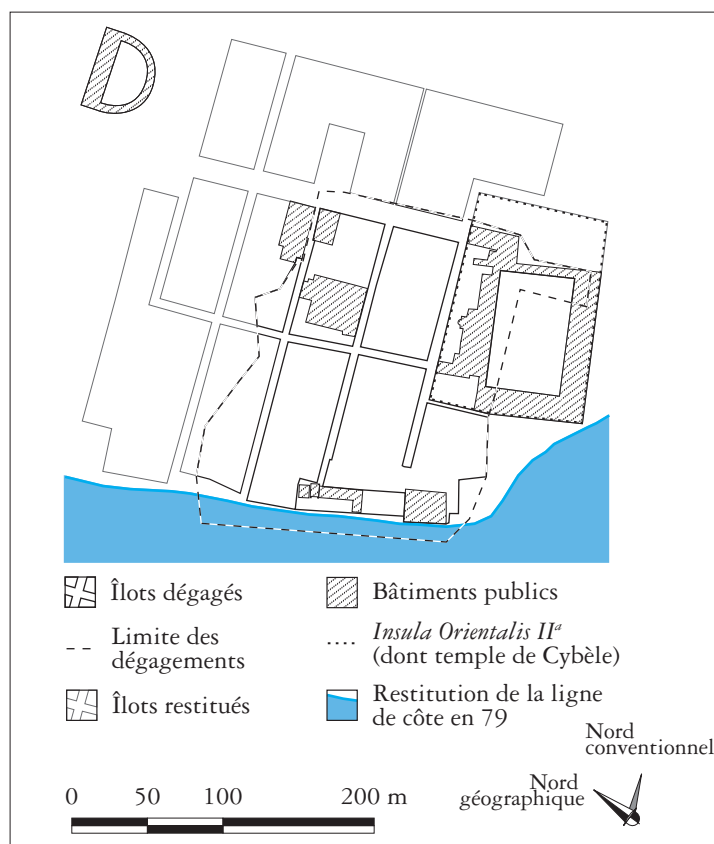 Îlots dégagés
Limite des
dégagements
Îlots restitués
Bâtiments publics
Insula Orientalis IIª
(dont temple de Cybèle)
Restitution de la ligne
de côte en 79
Nord
conventionnel
Nord
géographique
0 50 100 200 m